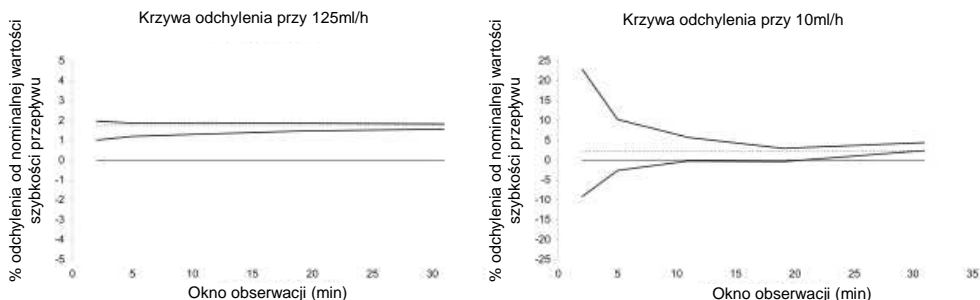 Krzywa odchylenia przy 125ml/h
% odchylenia od nominalnej wartości
szybkości przepływu
5
4
3
2
1
0
-1
-2
-3
-4
-5
0 5 10 15 20 25 30
Okno obserwacji (min)
Krzywa odchylenia przy 10ml/h
% odchylenia od nominalnej wartości
szybkości przepływu
25
20
15
10
5
0
-5
-10
-15
-20
-25
0 5 10 15 20 25 30 35
Okno obserwacji (min)